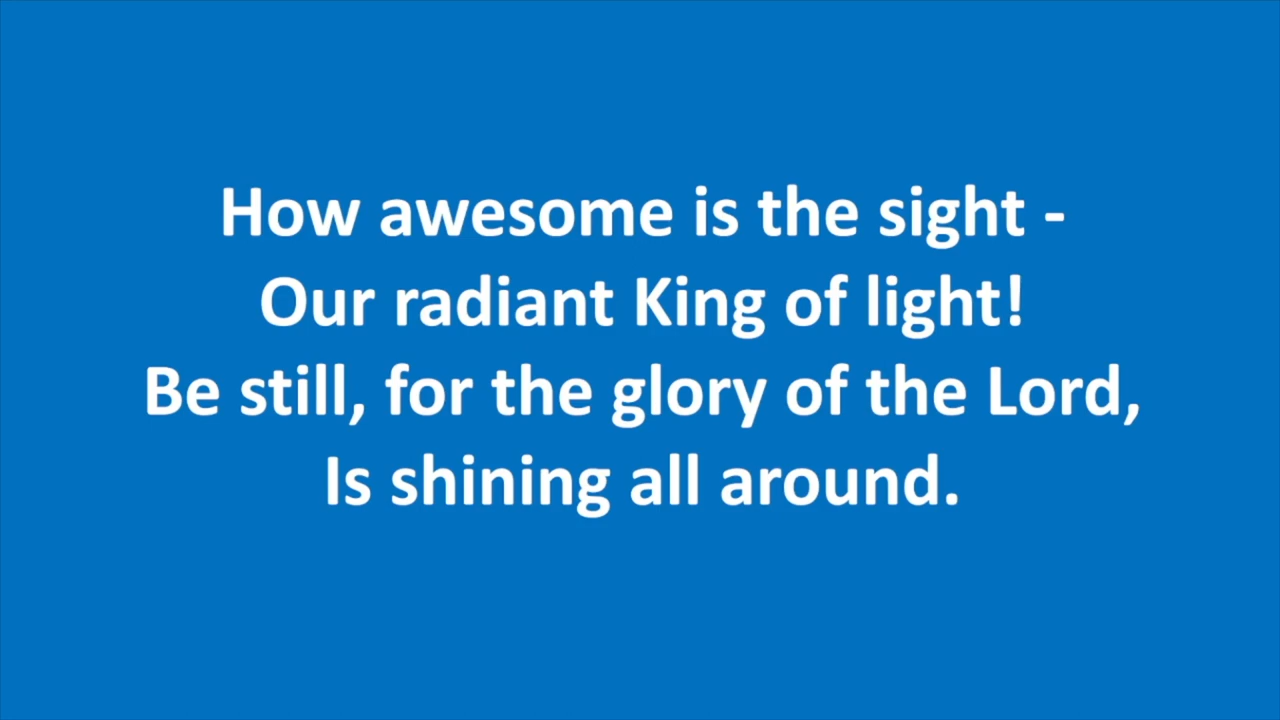 How awesome is the sight -
Our radiant King of light!
Be still, for the glory of the Lord,
Is shining all around.